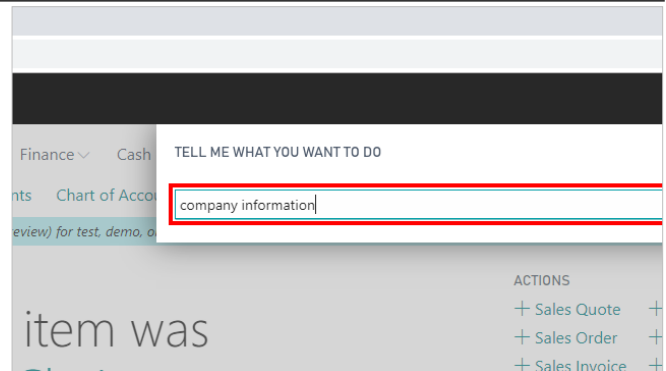 Finance Cash
TELL ME WHAT YOU WANT TO DO
nts Chart of Accou
company information
eview) for test, demo, o
ACTIONS
+ Sales Quote +
item was
+ Sales Order +
+ Sales Invoice +